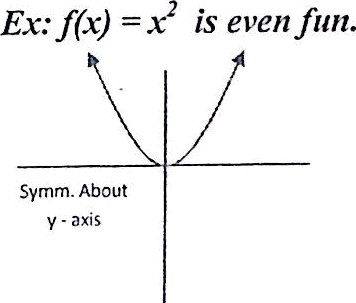 Ex: f(x) = x² is even fun.
Symm. About
y - axis